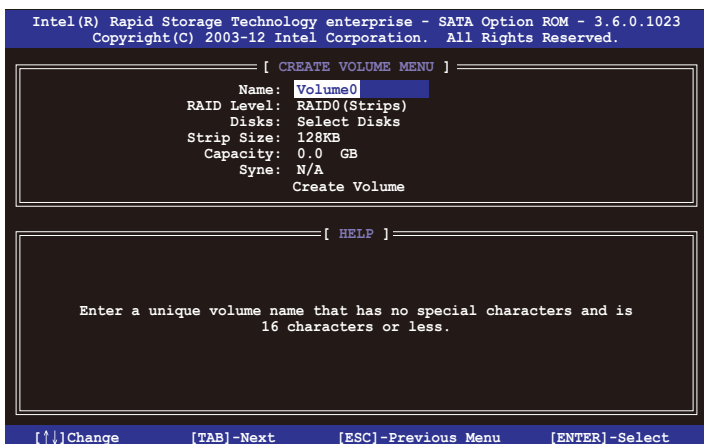 Intel(R) Rapid Storage Technology enterprise - SATA Option ROM - 3.6.0.1023
Copyright(C) 2003-12 Intel Corporation. All Rights Reserved.
[ CREATE VOLUME MENU ]
Name: Volume0
RAID Level: RAID0(Strips)
Disks: Select Disks
Strip Size: 128KB
Capacity: 0.0 GB
Syne: N/A
Create Volume
[ HELP ]
Enter a unique volume name that has no special characters and is
16 characters or less.
[↑↓]Change [TAB]-Next [ESC]-Previous Menu [ENTER]-Select